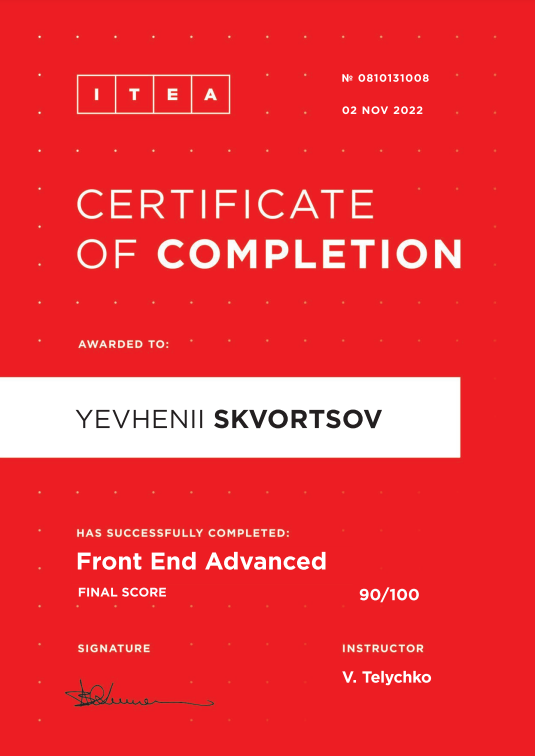 ITEA
№ 0810131008
02 NOV 2022
CERTIFICATE
OF COMPLETION
AWARDED TO:
YEVHENII SKVORTSOV
HAS SUCCESSFULLY COMPLETED:
Front End Advanced
FINAL SCORE 90/100
SIGNATURE INSTRUCTOR
V. Telychko